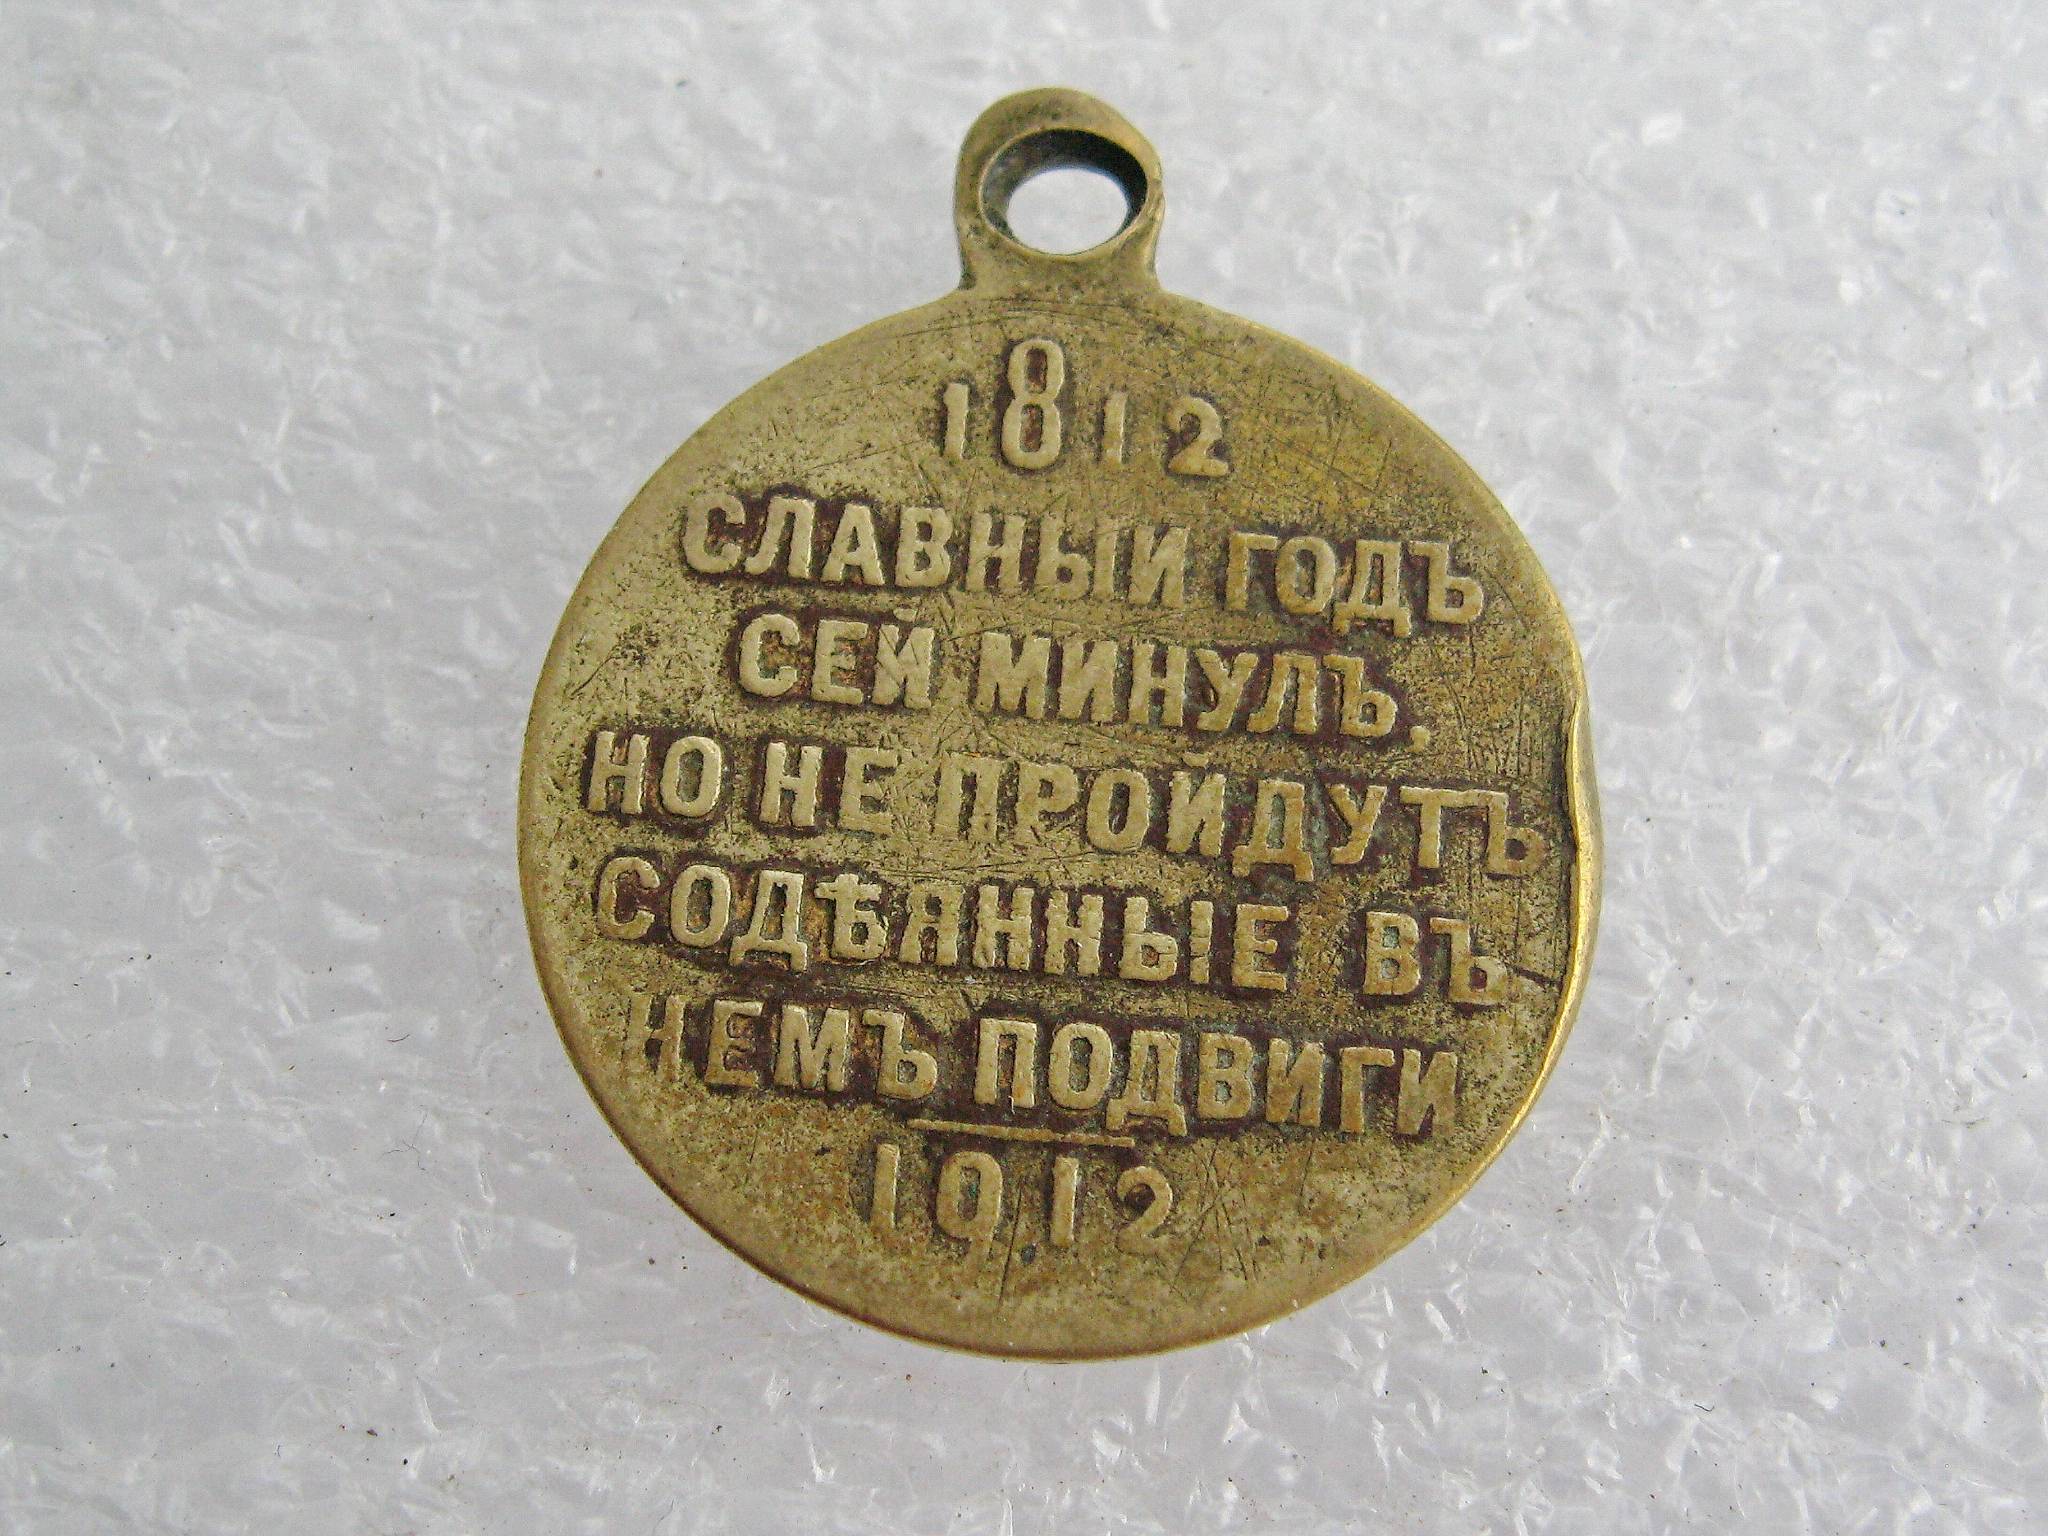 1812
СЛАВНЫЙ ГОДЪ
СЕЙ МИНУЛЪ,
НО НЕ ПРОЙДУТЪ
СОДѢЯННЫЕ ВЪ
НЕМЪ ПОДВИГИ
1912